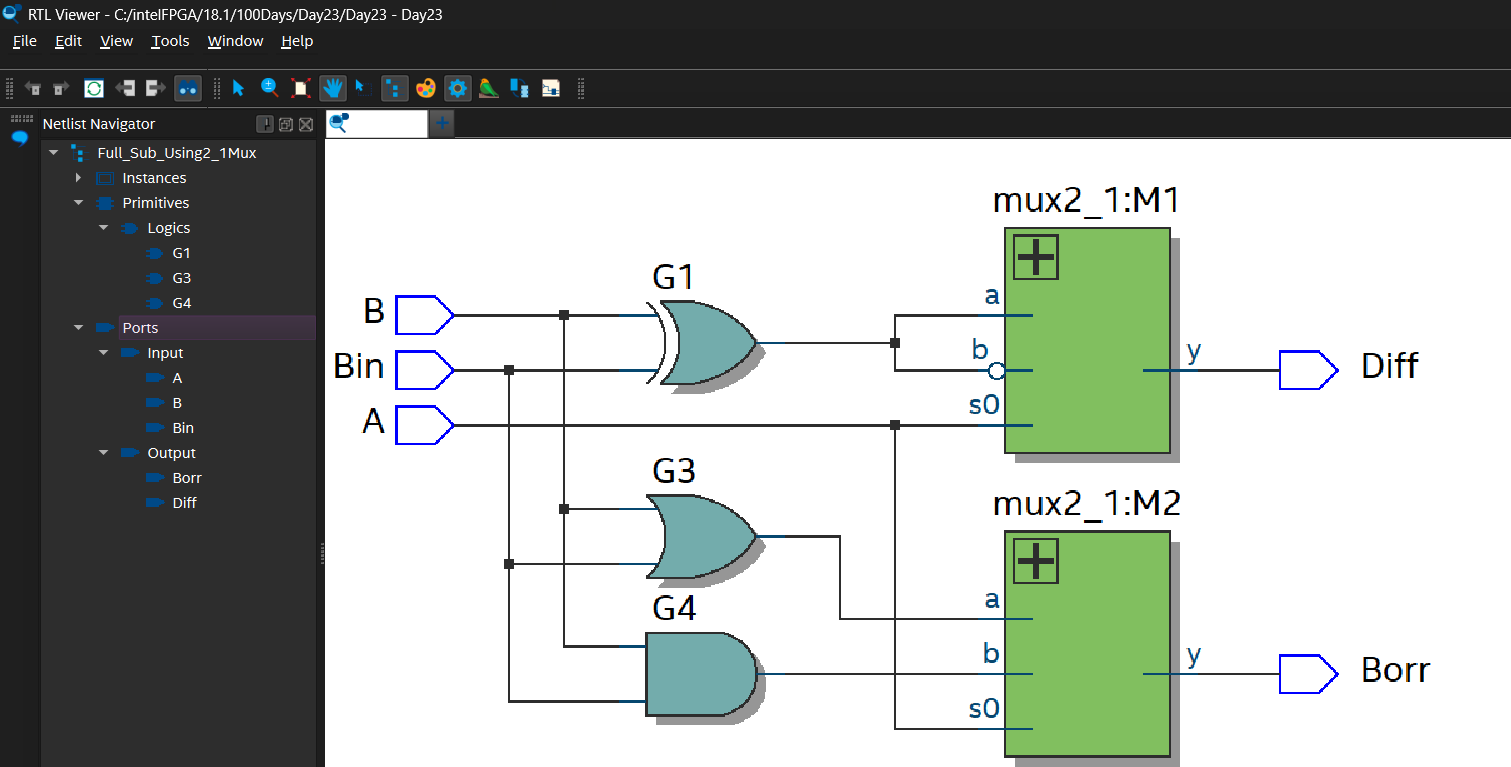 RTL Viewer - C:/intelFPGA/18.1/100Days/Day23/Day23 - Day23
File Edit View Tools Window Help
Netlist Navigator
Full_Sub_Using2_1Mux
Instances
Primitives
Logics
G1
G3
G4
Ports
Input
A
B
Bin
Output
Borr
Diff
mux2_1:M1
G1
B
a
Bin
b
y
Diff
A
s0
G3
mux2_1:M2
G4
a
b
y
Borr
s0